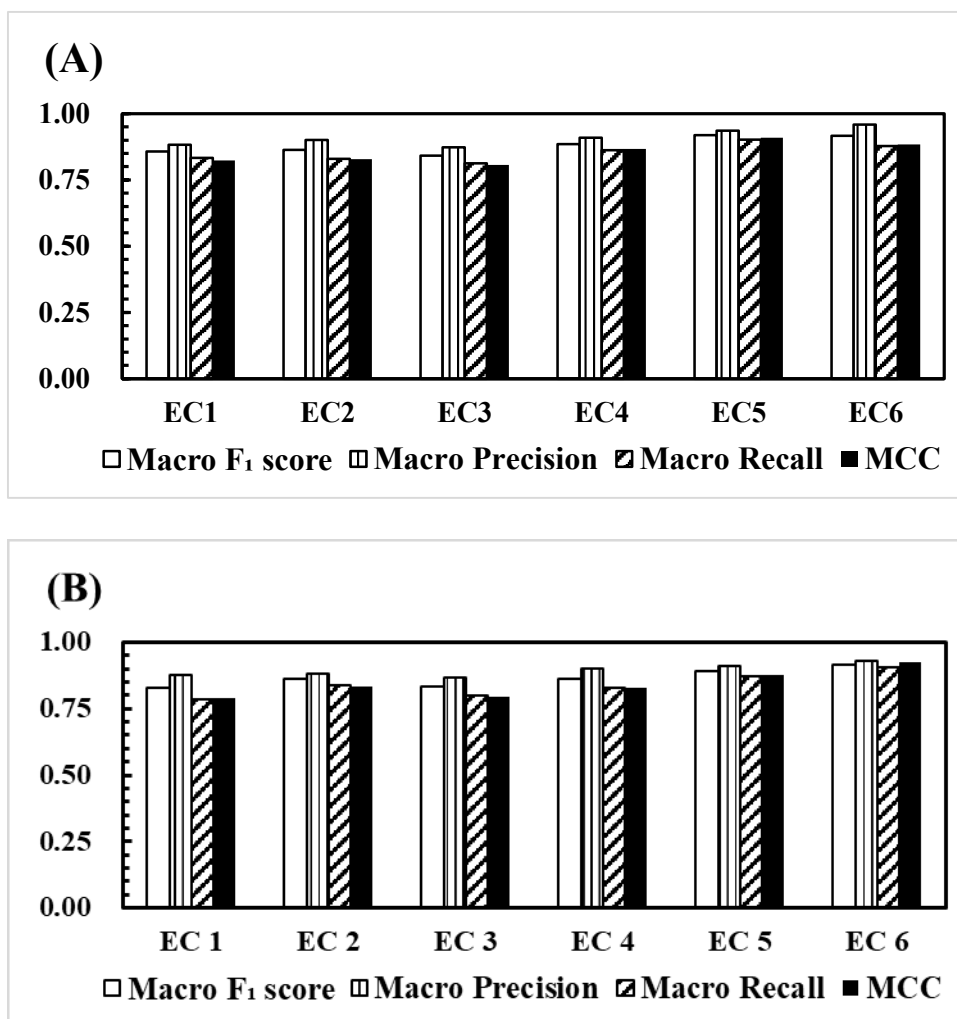 (A)
1.00
0.75
0.50
0.25
0.00
EC1 EC2 EC3 EC4 EC5 EC6
Macro F₁ score Macro Precision Macro Recall MCC
(B)
1.00
0.75
0.50
0.25
0.00
EC 1 EC 2 EC 3 EC 4 EC 5 EC 6
Macro F₁ score Macro Precision Macro Recall MCC